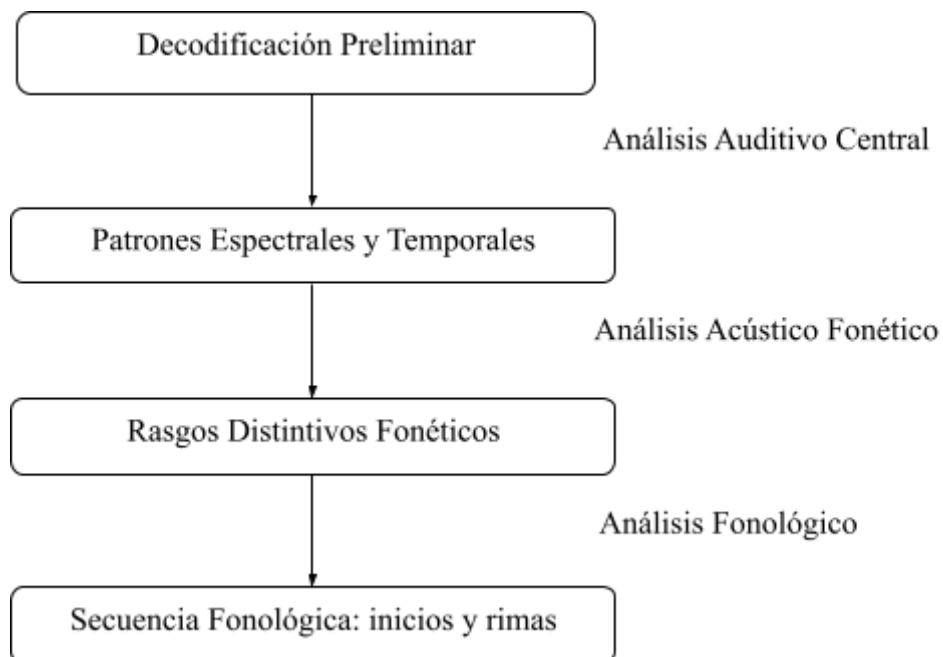 Decodificación Preliminar
Análisis Auditivo Central
Patrones Espectrales y Temporales
Análisis Acústico Fonético
Rasgos Distintivos Fonéticos
Análisis Fonológico
Secuencia Fonológica: inicios y rimas